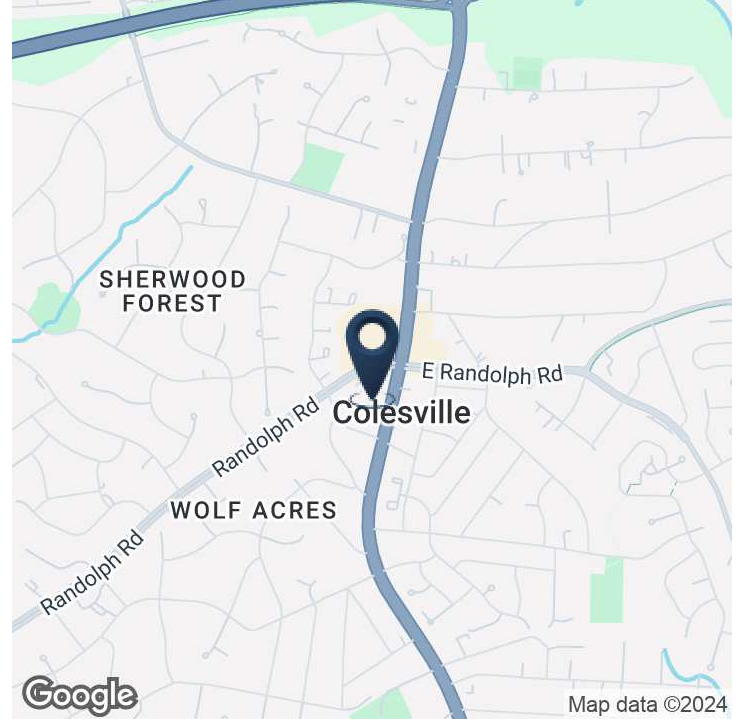 SHERWOOD
FOREST
E Randolph Rd
Colesville
Randolph Rd
WOLF ACRES
Randolph Rd
Google
Map data ©2024